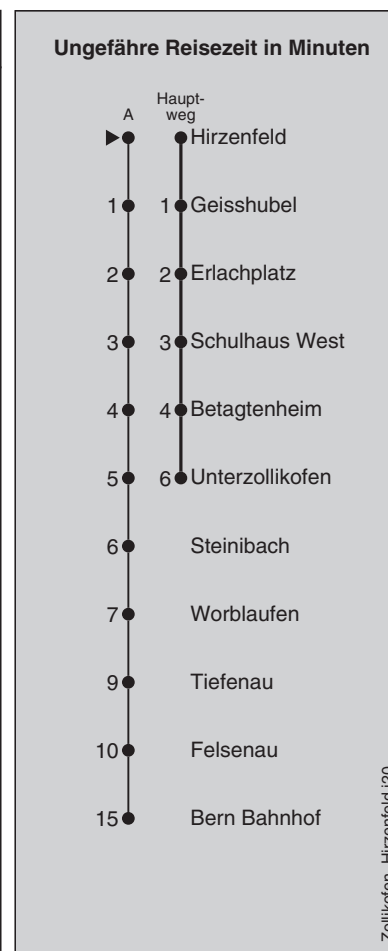 Ungefähre Reisezeit in Minuten
A Haupt-
weg
Hirzenfeld
1 1 Geisshubel
2 2 Erlachplatz
3 3 Schulhaus West
4 4 Betagtenheim
5 6 Unterzollikofen
6 Steinibach
7 Worblaufen
9 Tiefenau
10 Felsenau
15 Bern Bahnhof